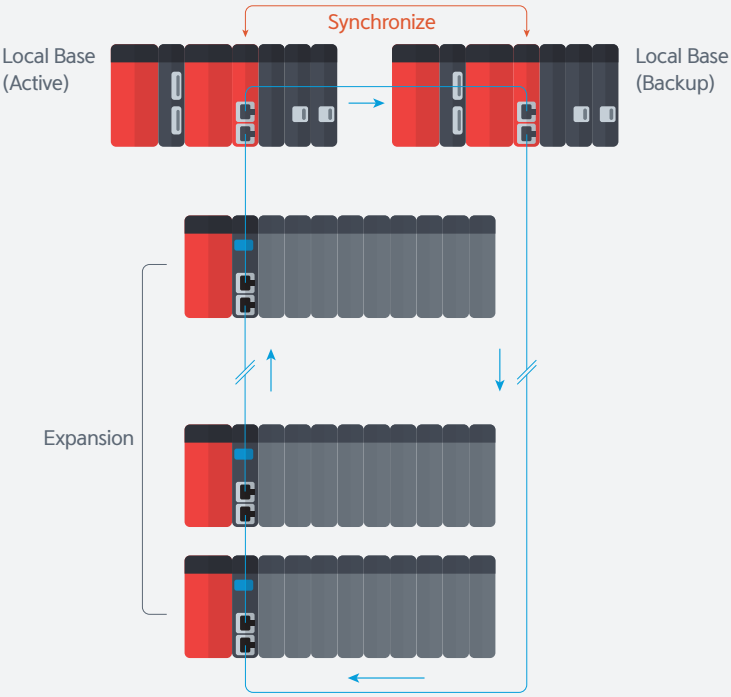 Synchronize
Local Base
(Active)
Local Base
(Backup)
Expansion